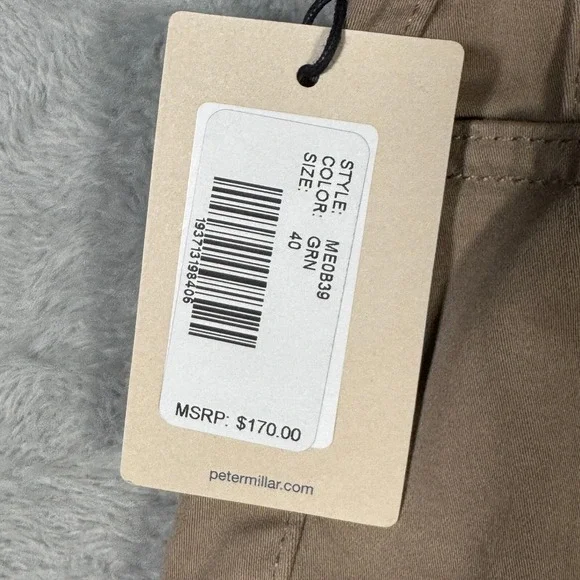 STYLE: ME0B39
COLOR: GRN
SIZE: 40
193713198406
MSRP: $170.00
petermillar.com